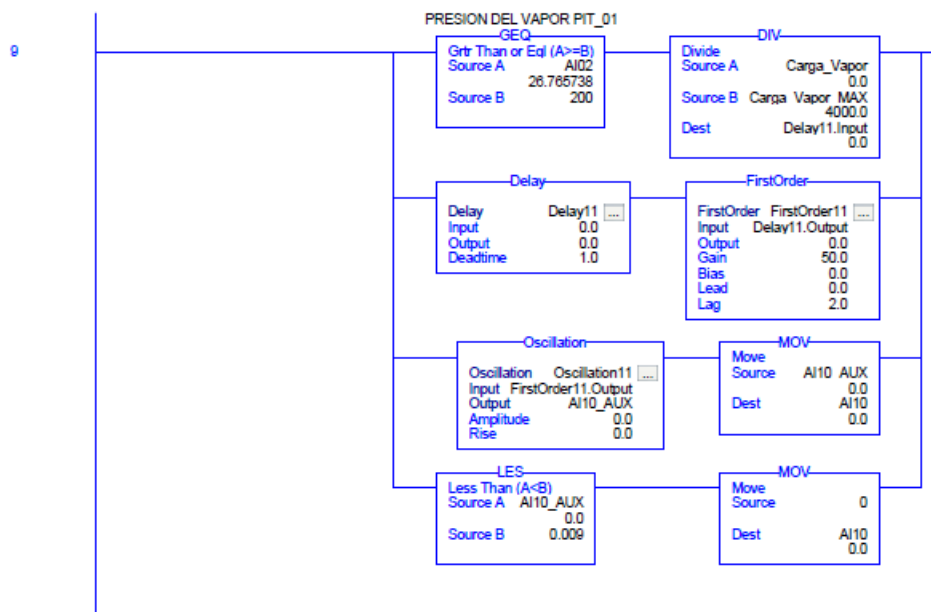 PRESION DEL VAPOR PIT_01
9
GEQ
Grtr Than or Eql (A>=B)
Source A AI02
26.765738
Source B 200
DIV
Divide
Source A Carga_Vapor
0.0
Source B Carga_Vapor_MAX
4000.0
Dest Delay11.Input
0.0
Delay
Delay Delay11 ...
Input 0.0
Output 0.0
Deadtime 1.0
FirstOrder
FirstOrder FirstOrder11 ...
Input Delay11.Output
Output 0.0
Gain 50.0
Bias 0.0
Lead 0.0
Lag 2.0
Oscillation
Oscillation Oscillation11 ...
Input FirstOrder11.Output
Output AI10_AUX
Amplitude 0.0
Rise 0.0
MOV
Move
Source AI10_AUX
0.0
Dest AI10
0.0
LES
Less Than (A<B)
Source A AI10_AUX
0.0
Source B 0.009
MOV
Move
Source 0
Dest AI10
0.0